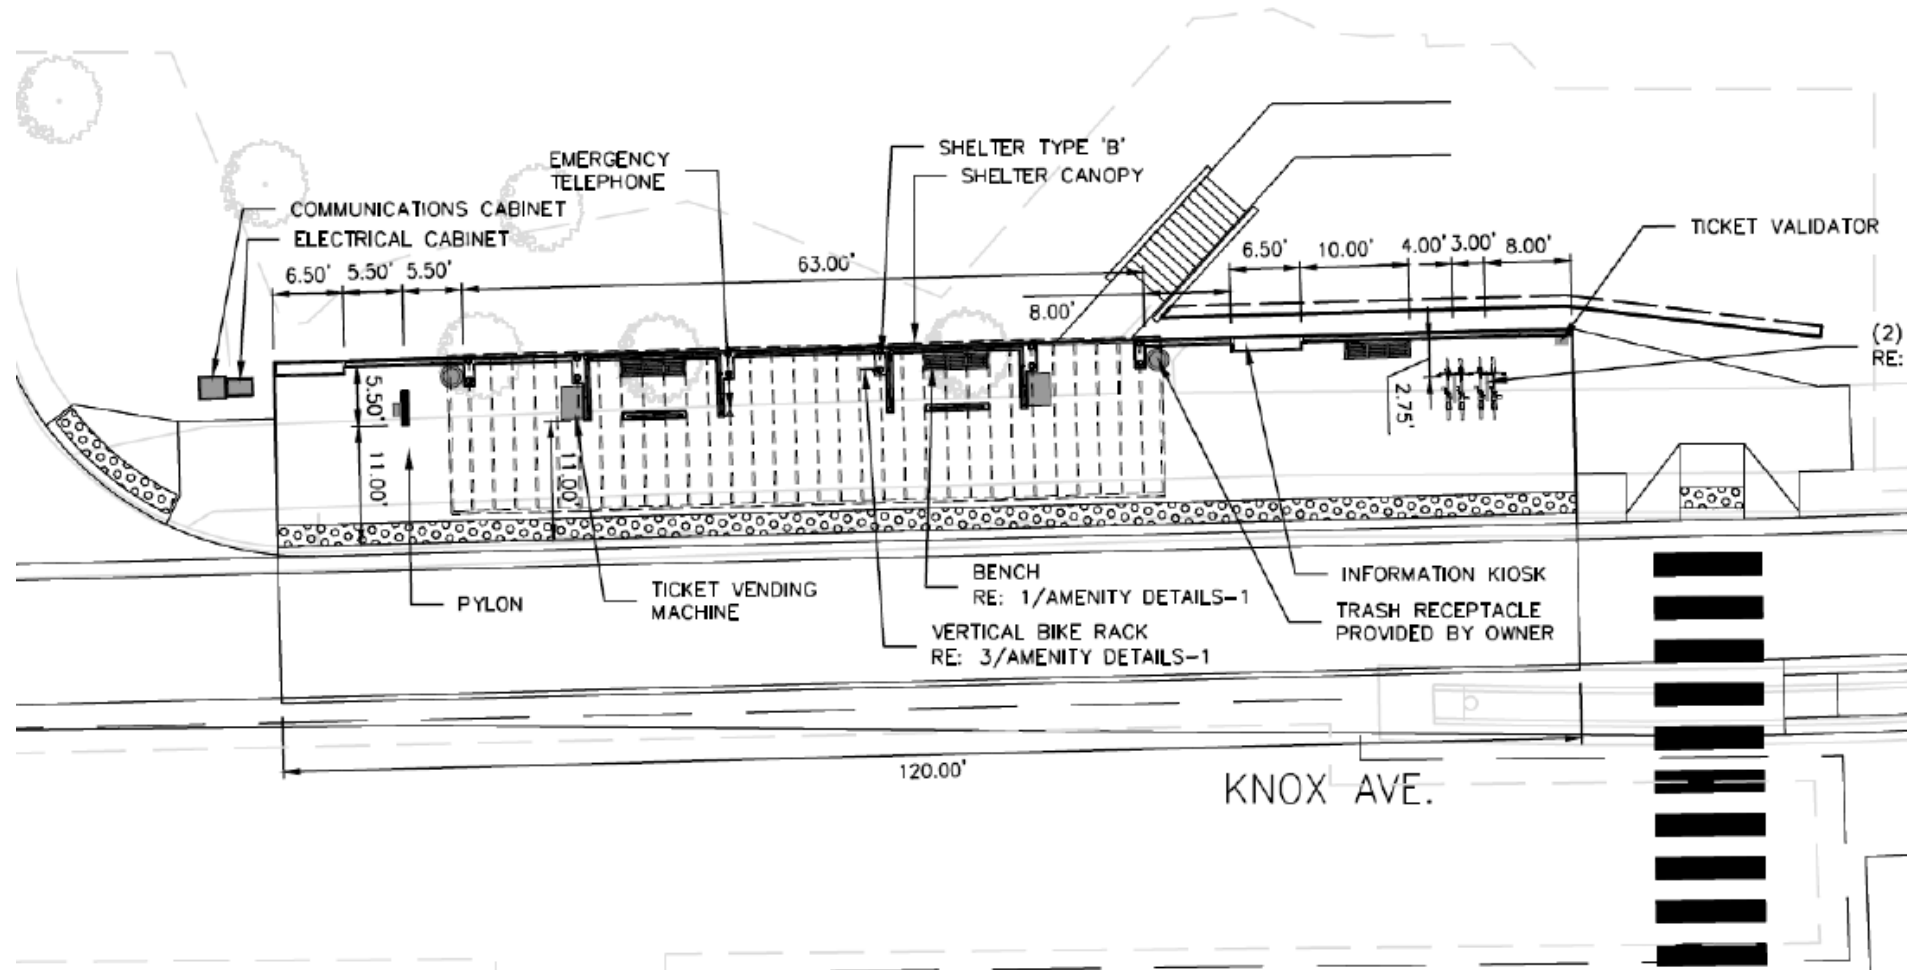 SHELTER TYPE 'B'
SHELTER CANOPY
EMERGENCY
TELEPHONE
COMMUNICATIONS CABINET
ELECTRICAL CABINET
TICKET VALIDATOR
6.50'
5.50'
5.50'
63.00'
8.00'
6.50'
10.00'
4.00'
3.00'
8.00'
(2)
RE:
5.50'
11.00'
11.00'
2.75'
PYLON
TICKET VENDING
MACHINE
BENCH
RE: 1/AMENITY DETAILS-1
VERTICAL BIKE RACK
RE: 3/AMENITY DETAILS-1
INFORMATION KIOSK
TRASH RECEPTACLE
PROVIDED BY OWNER
120.00'
KNOX AVE.